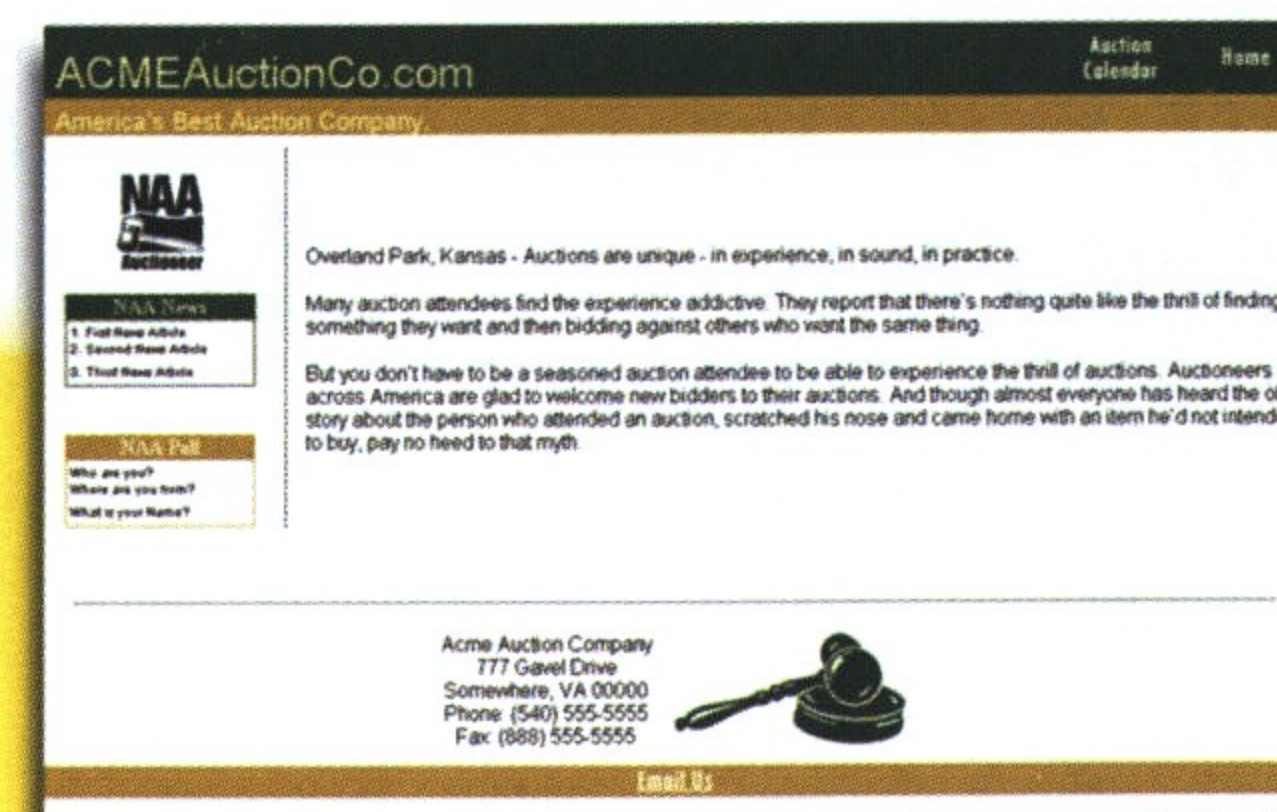 ACMEAuctionCo.com
Auction
Calendar
Home
America's Best Auction Company.
NAA
Auctioneer
NAA News
1. First News Article
2. Second News Article
3. Third News Article
NAA Poll
Who are you?
Where are you from?
What is your Name?
Overland Park, Kansas - Auctions are unique - in experience, in sound, in practice.
Many auction attendees find the experience addictive. They report that there's nothing quite like the thrill of finding
something they want and then bidding against others who want the same thing.
But you don't have to be a seasoned auction attendee to be able to experience the thrill of auctions. Auctioneers
across America are glad to welcome new bidders to their auctions. And though almost everyone has heard the
story about the person who attended an auction, scratched his nose and came home with an item he'd not
to buy, pay no heed to that myth.
Acme Auction Company
777 Gavel Drive
Somewhere, VA 00000
Phone: (540) 555-5555
Fax: (888) 555-5555
Email Us